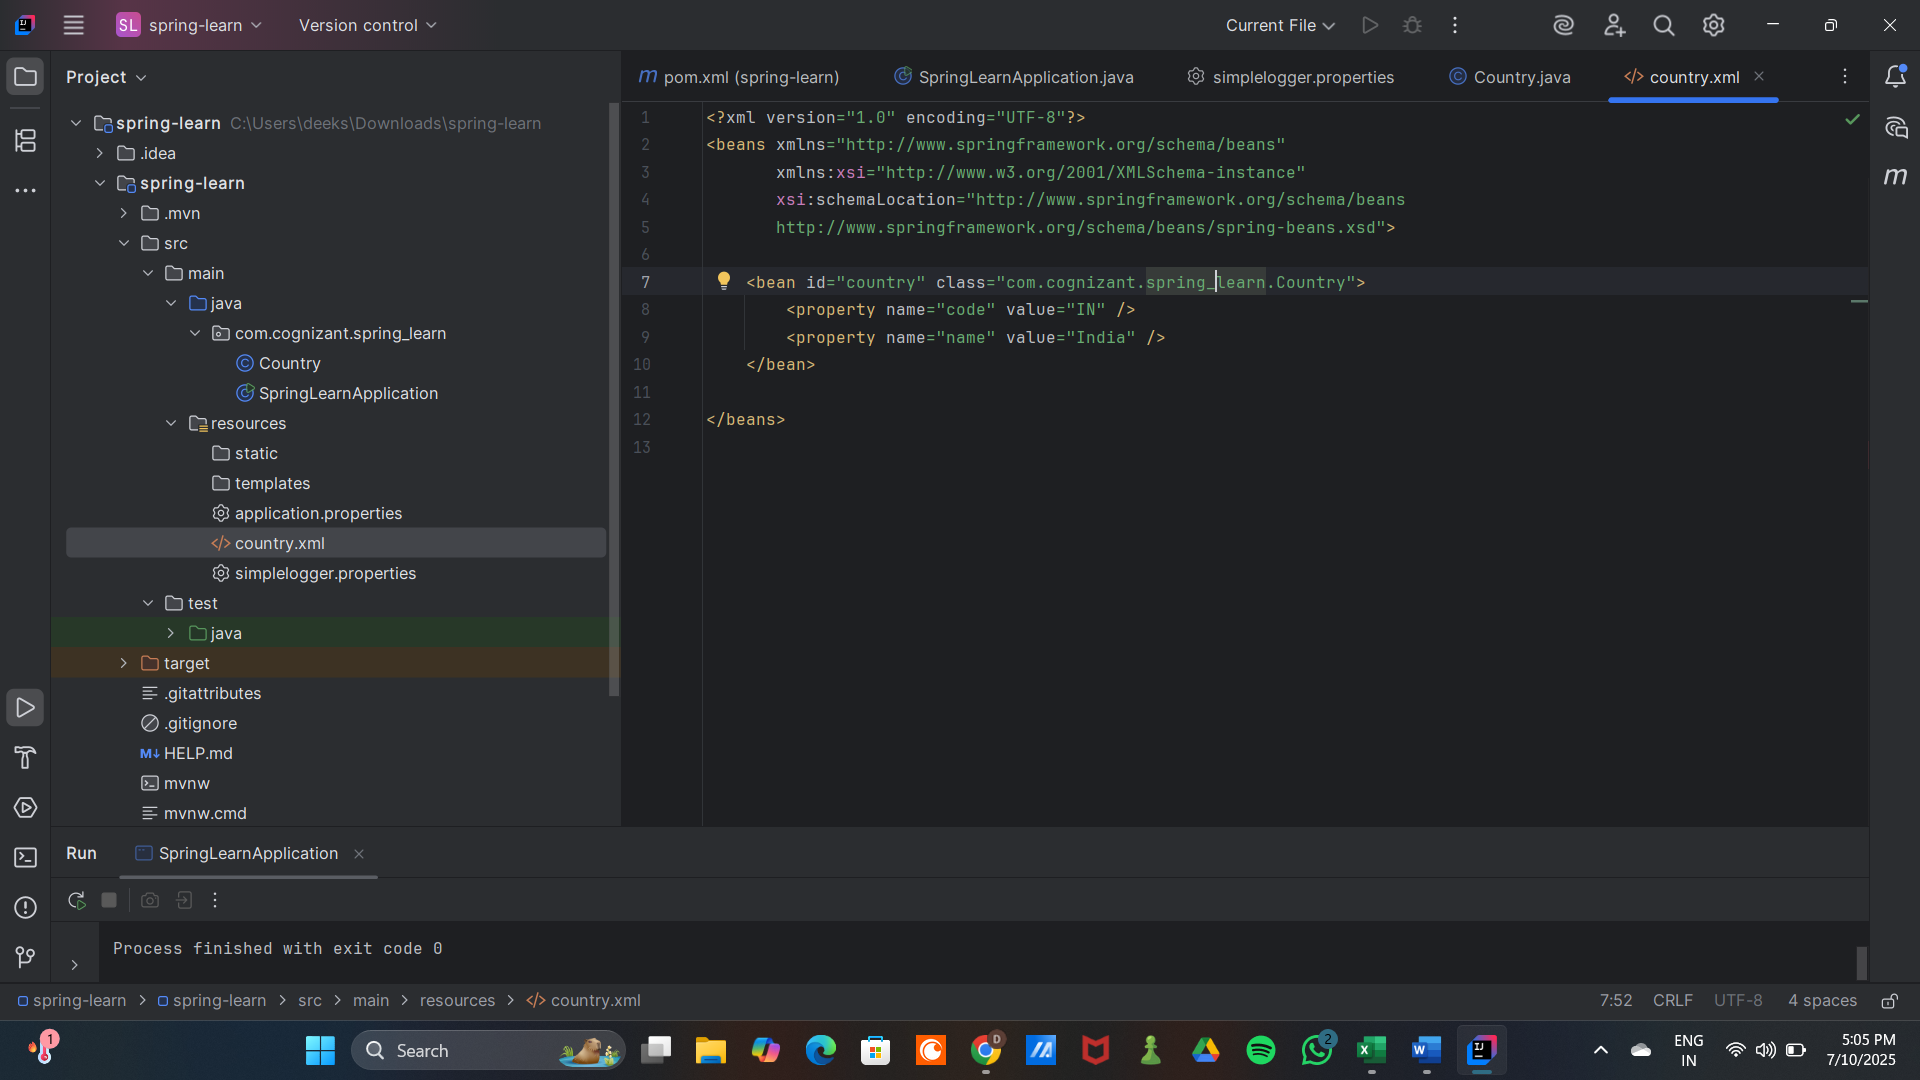 SL spring-learn Version control Current File
Project
m pom.xml (spring-learn) SpringLearnApplication.java simplelogger.properties Country.java country.xml
spring-learn C:\Users\deeks\Downloads\spring-learn
.idea
spring-learn
.mvn
src
main
java
com.cognizant.spring_learn
Country
SpringLearnApplication
resources
static
templates
application.properties
country.xml
simplelogger.properties
test
java
target
.gitattributes
.gitignore
M↓ HELP.md
mvnw
mvnw.cmd
1 <?xml version="1.0" encoding="UTF-8"?>
2 <beans xmlns="http://www.springframework.org/schema/beans"
3 xmlns:xsi="http://www.w3.org/2001/XMLSchema-instance"
4 xsi:schemaLocation="http://www.springframework.org/schema/beans
5 http://www.springframework.org/schema/beans/spring-beans.xsd">
6
7 <bean id="country" class="com.cognizant.spring_learn.Country">
8 <property name="code" value="IN" />
9 <property name="name" value="India" />
10 </bean>
11
12 </beans>
13
m
Run SpringLearnApplication
Process finished with exit code 0
spring-learn > spring-learn > src > main > resources > country.xml
7:52 CRLF UTF-8 4 spaces
1
Search
D
2
ENG
IN
5:05 PM
7/10/2025